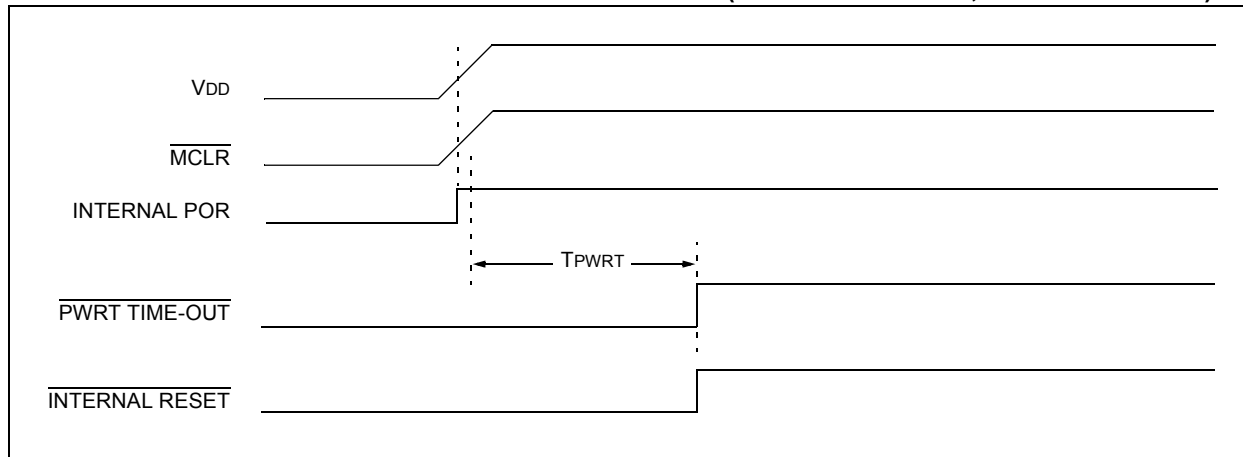 VDD
MCLR
INTERNAL POR
TPWRT
PWRT TIME-OUT
INTERNAL RESET